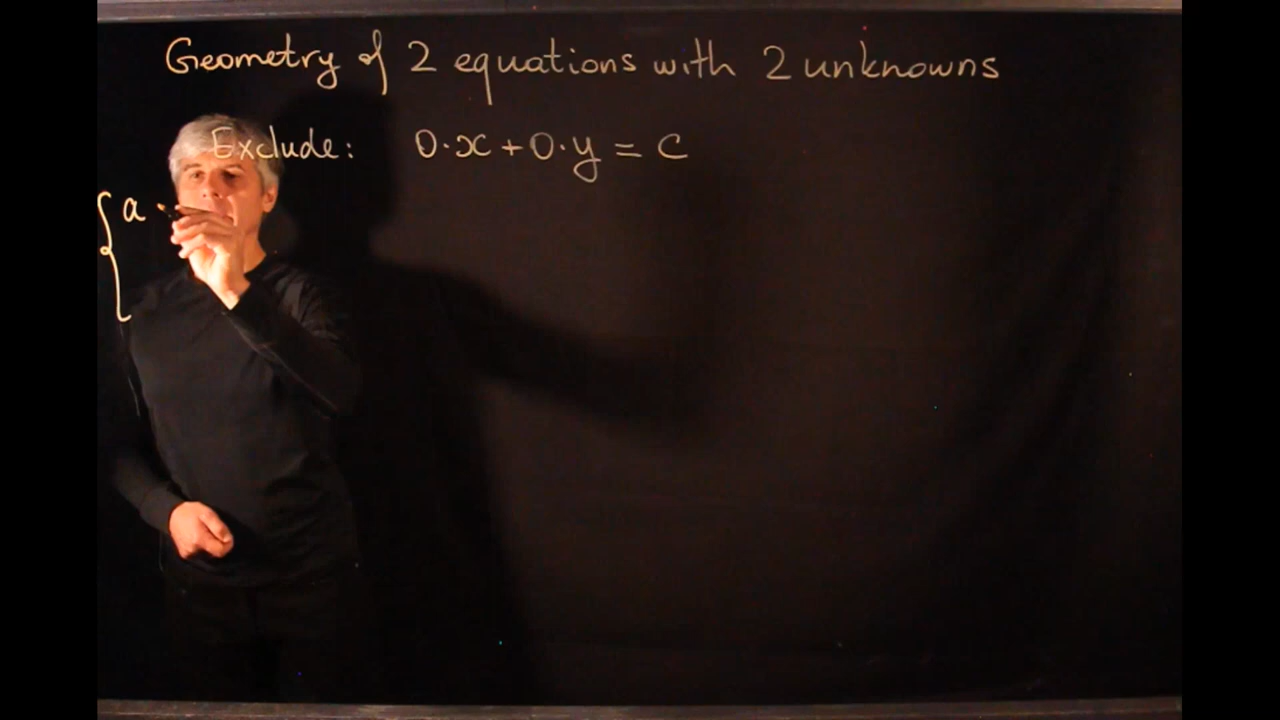 Geometry of 2 equations with 2 unknowns
Exclude: 0·x + 0·y = c
{ a